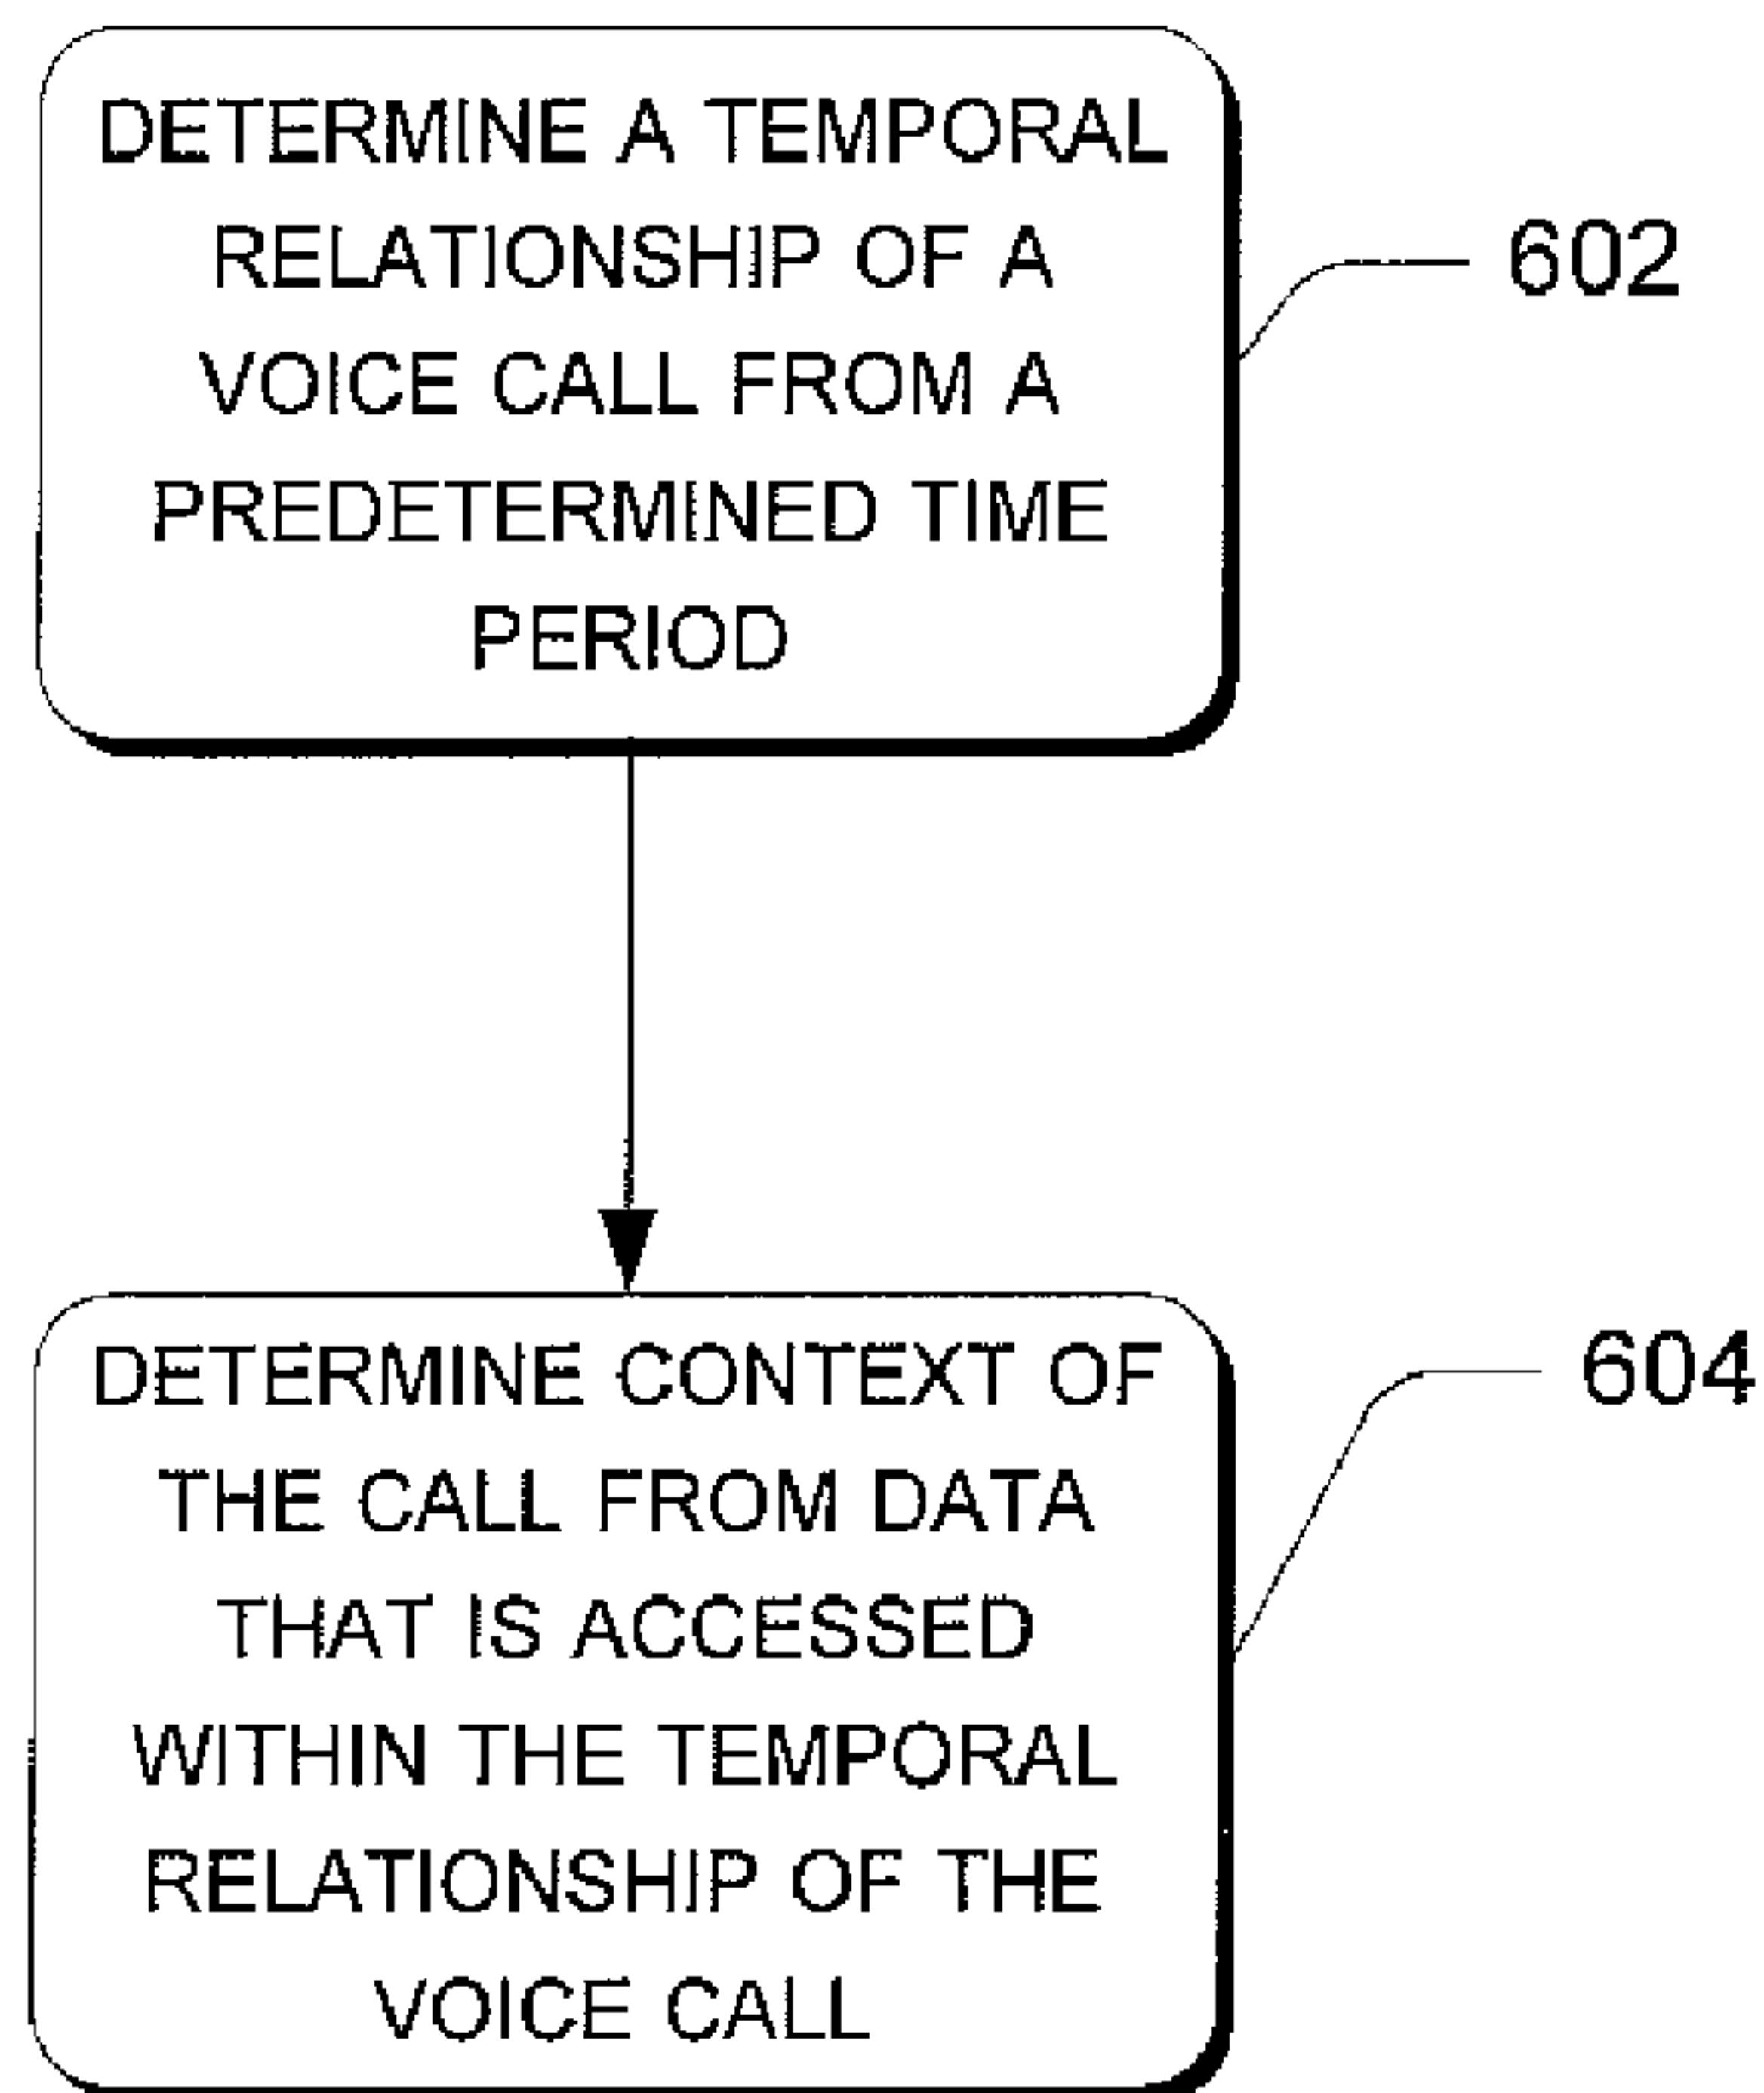 DETERMINE A TEMPORAL
RELATIONSHIP OF A
VOICE CALL FROM A
PREDETERMINED TIME
PERIOD
602
DETERMINE CONTEXT OF
THE CALL FROM DATA
THAT IS ACCESSED
WITHIN THE TEMPORAL
RELATIONSHIP OF THE
VOICE CALL
604